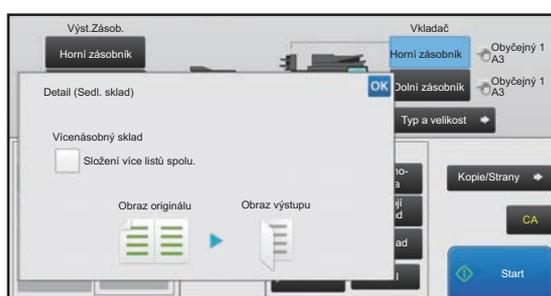 Výst.Zásob.
Vkladač
Horní zásobník
Horní zásobník
Obyčejný 1
A3
Detail (Sedl. sklad)
OK
Dolní zásobník
Obyčejný 1
A3
Typ a velikost
Vícenásobný sklad
Složení více listů spolu.
Kopie/Strany
Obraz originálu
Obraz výstupu
CA
Start